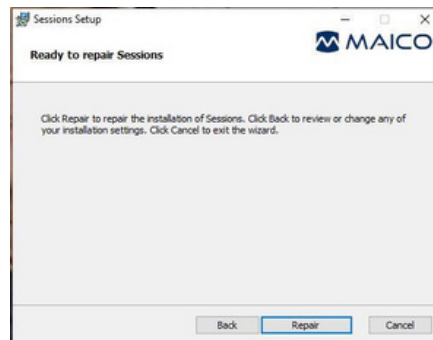 Sessions Setup
MAICO
Ready to repair Sessions
Click Repair to repair the installation of Sessions. Click Back to review or change any of
your installation settings. Click Cancel to exit the wizard.
Back Repair Cancel